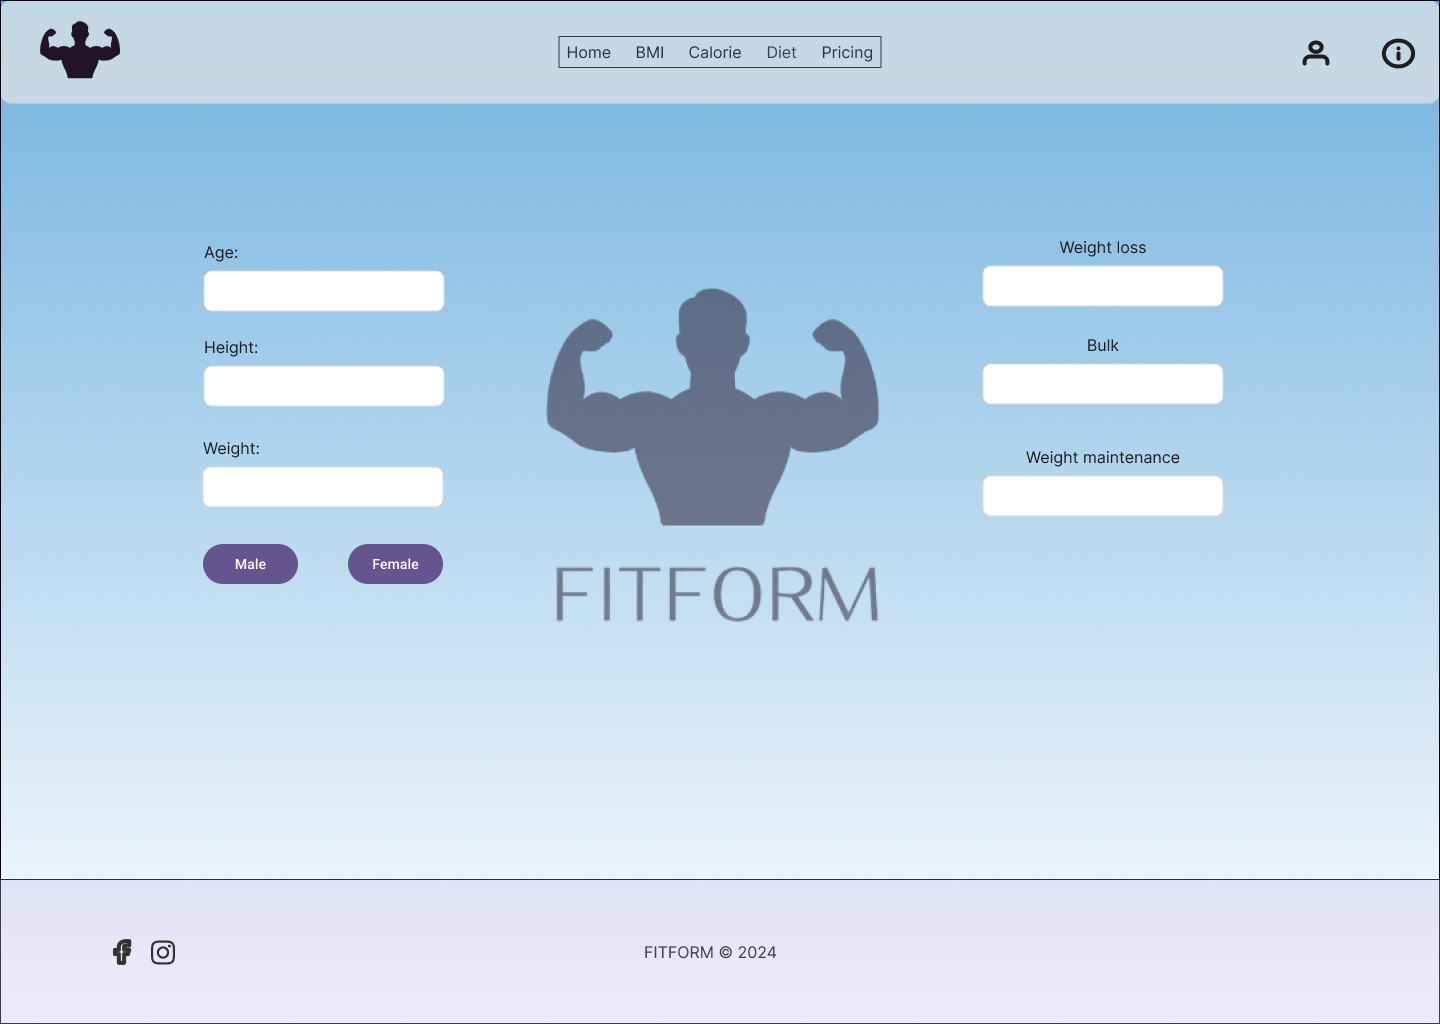 Home BMI Calorie Diet Pricing
Age:
Height:
Weight:
Male Female
FITFORM
Weight loss
Bulk
Weight maintenance
FITFORM © 2024